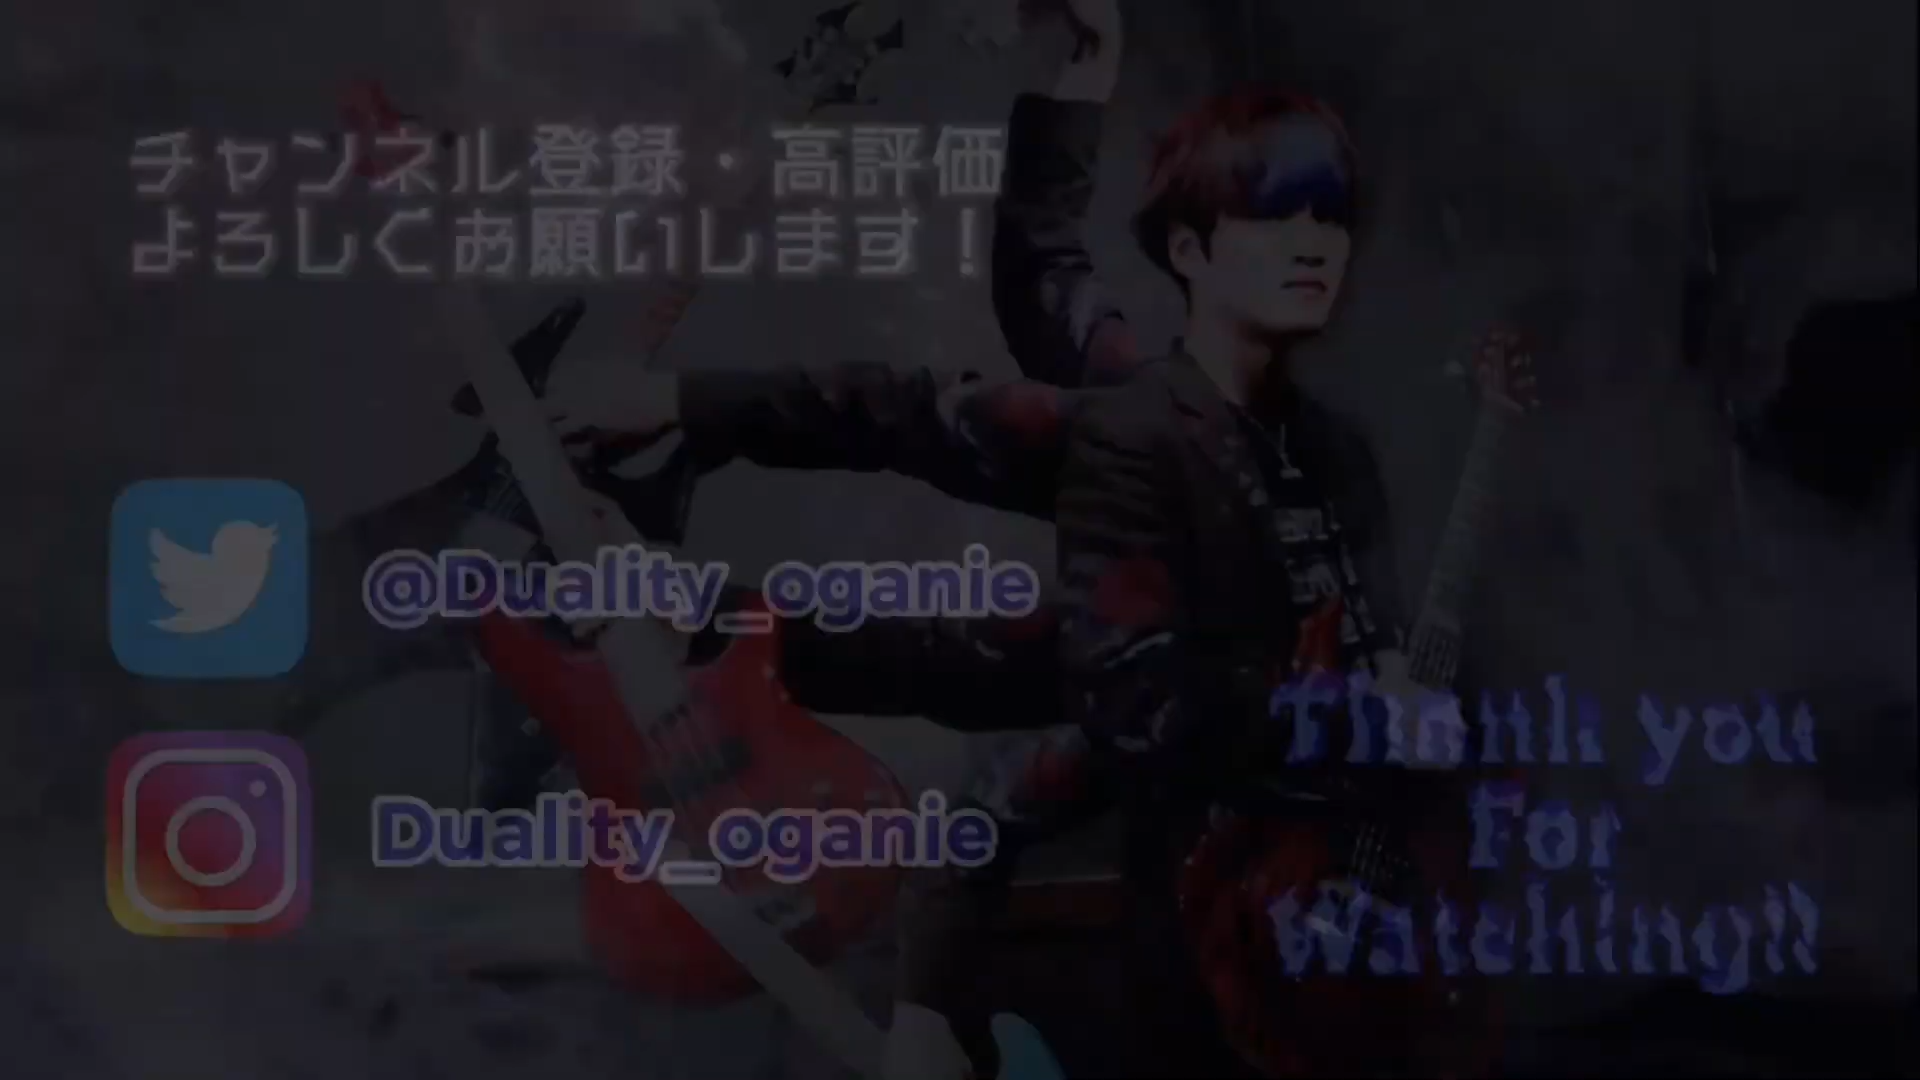 チャンネル登録・高評価
よろしくお願いします！
@Duality_oganie
Duality_oganie
Thank you
For
Watching!!